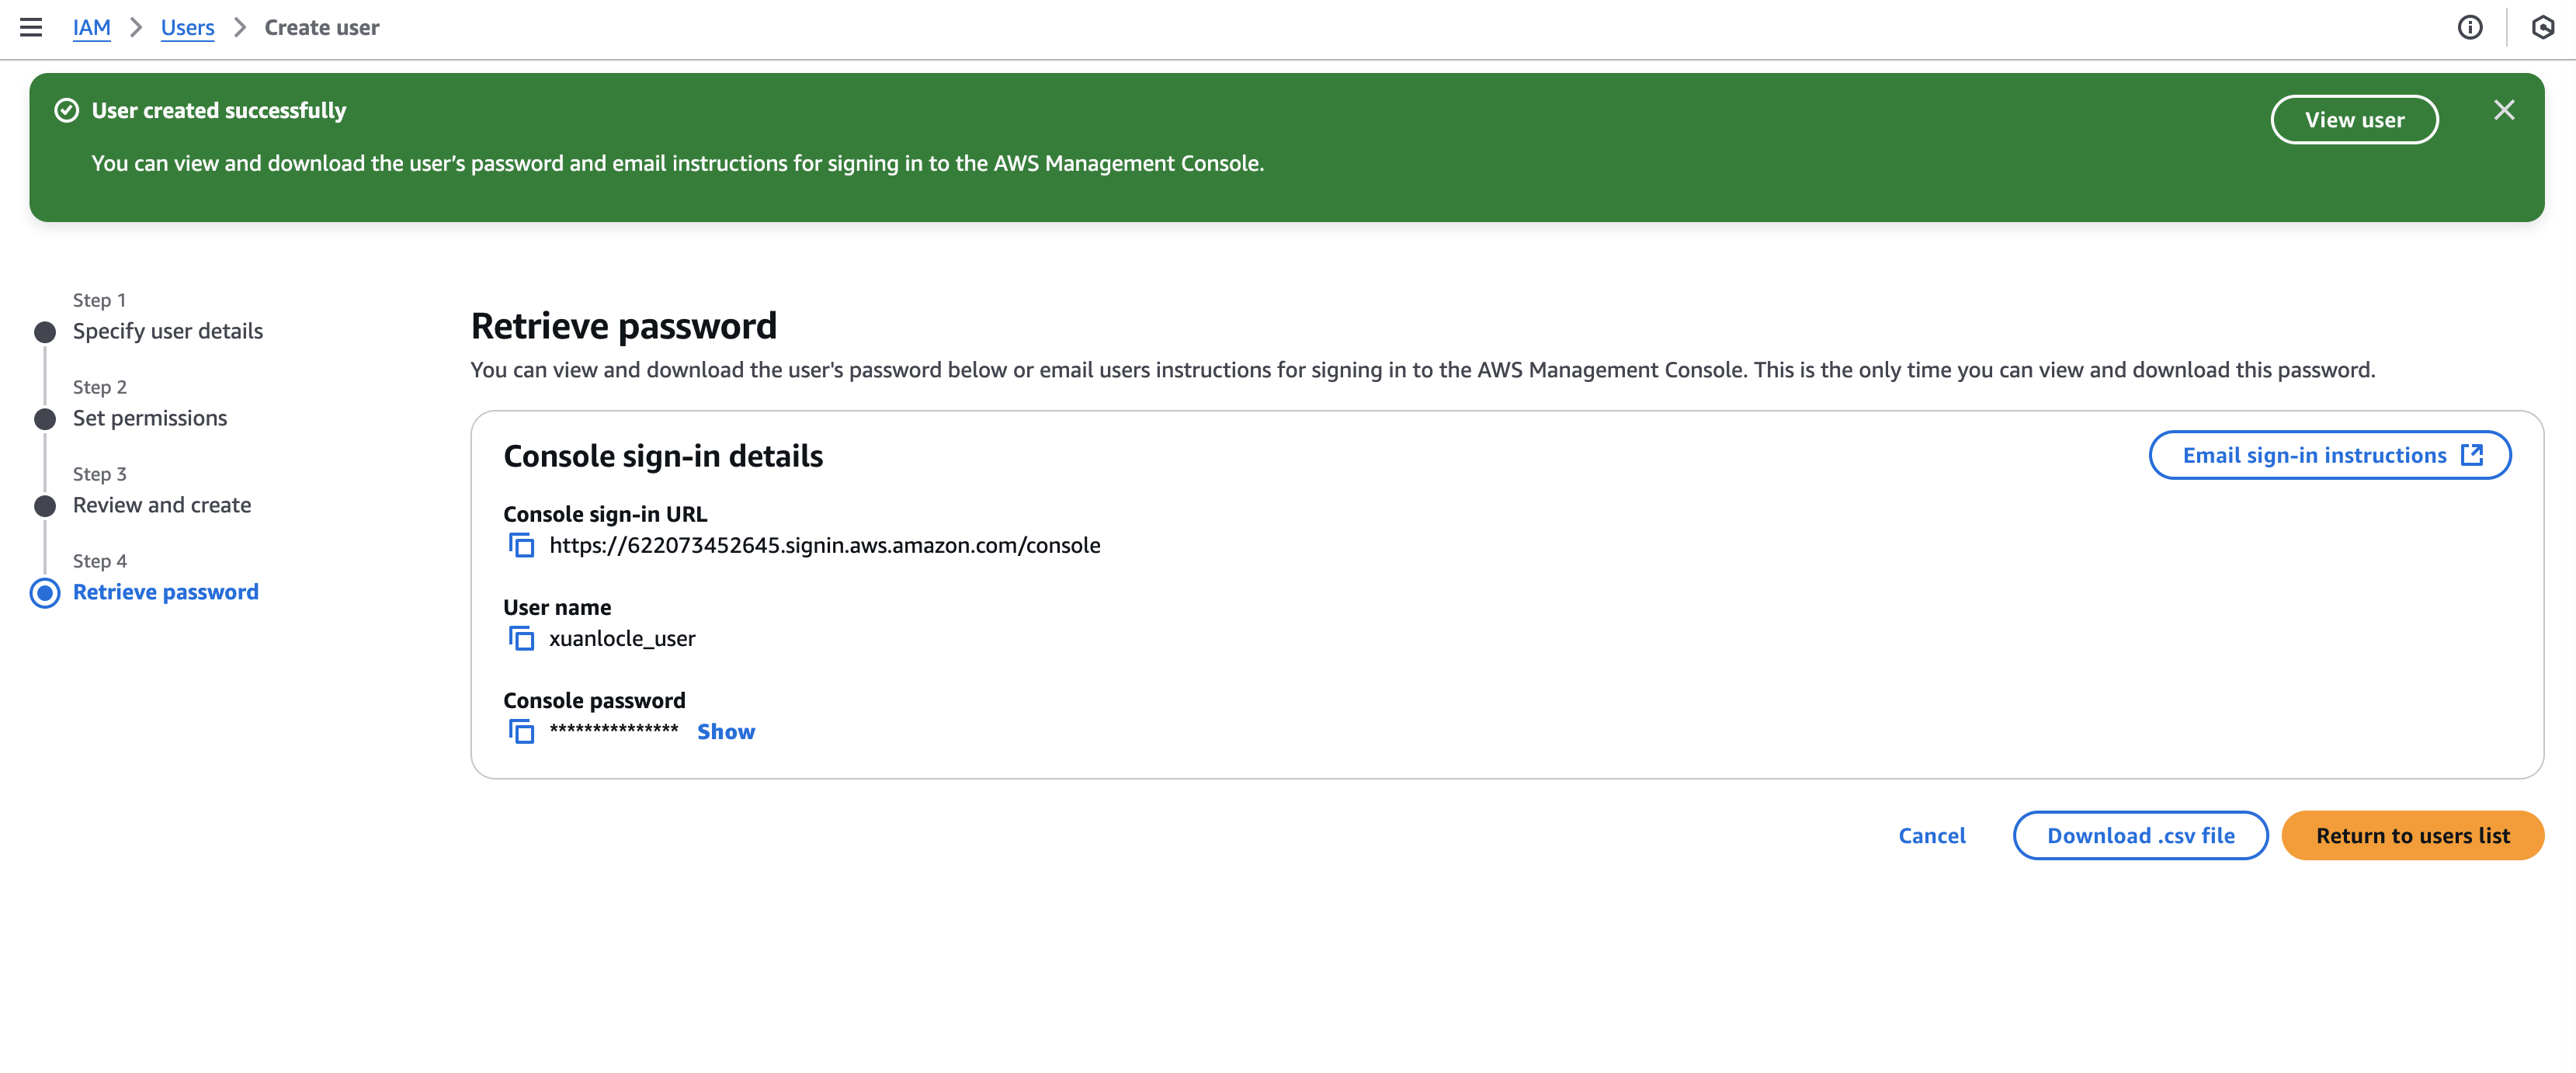 IAM > Users > Create user
User created successfully
View user
You can view and download the user’s password and email instructions for signing in to the AWS Management Console.
Step 1
Specify user details
Step 2
Set permissions
Step 3
Review and create
Step 4
Retrieve password
Retrieve password
You can view and download the user's password below or email users instructions for signing in to the AWS Management Console. This is the only time you can view and download this password.
Console sign-in details
Email sign-in instructions
Console sign-in URL
https://622073452645.signin.aws.amazon.com/console
User name
xuanlocle_user
Console password
*************** Show
Cancel
Download .csv file
Return to users list